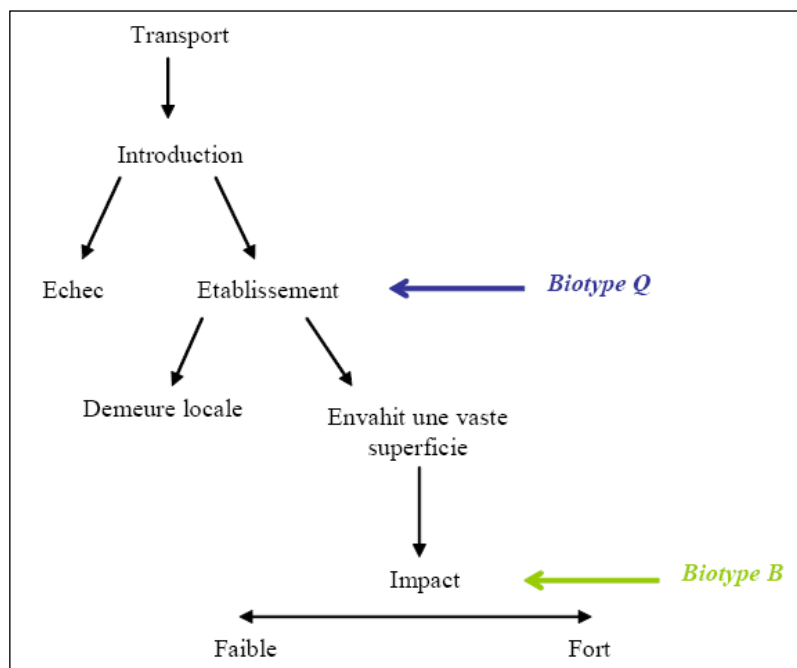 Transport
Introduction
Echec
Etablissement
Biotype Q
Demeure locale
Envahit une vaste
superficie
Impact
Biotype B
Faible
Fort